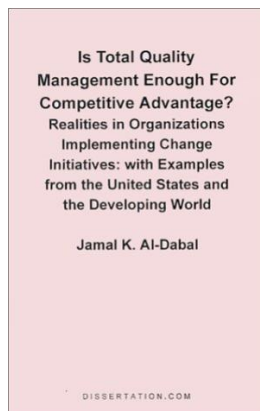 Is Total Quality
Management Enough For
Competitive Advantage?
Realities in Organizations
Implementing Change
Initiatives: with Examples
from the United States and
the Developing World
Jamal K. Al-Dabal
DISSERTATION.COM